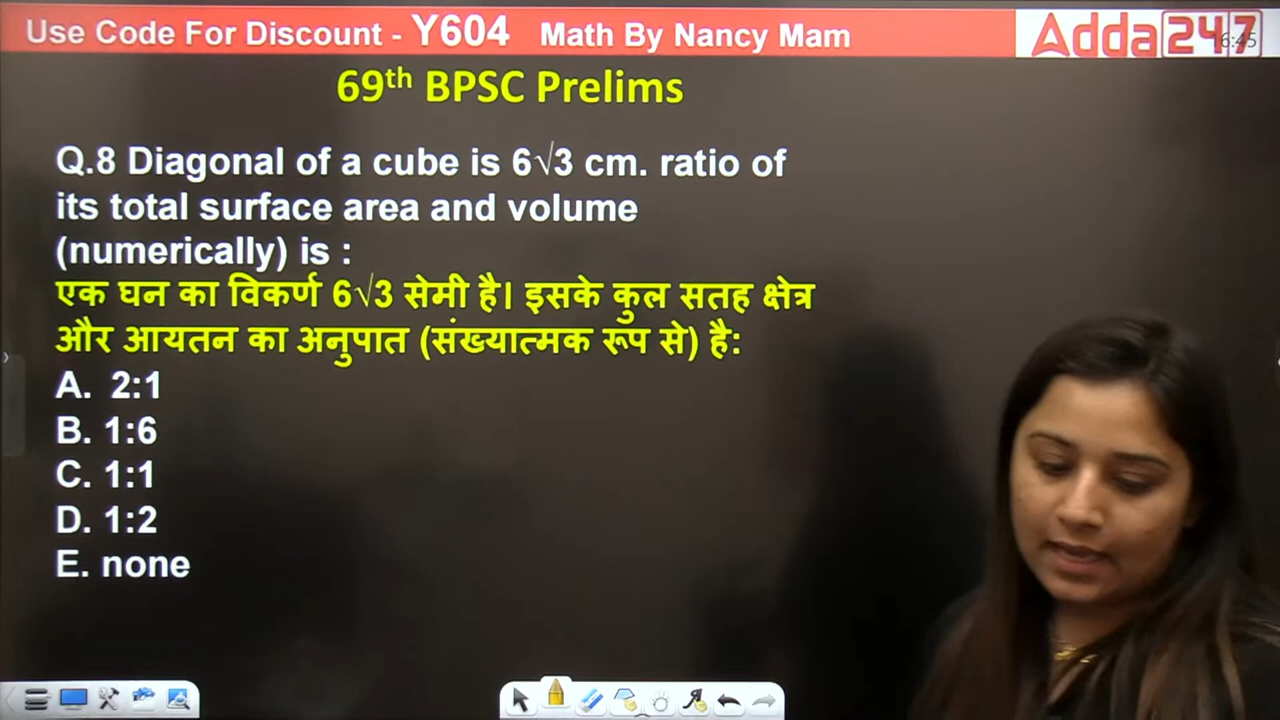 Use Code For Discount - Y604 Math By Nancy Mam
Adda247
16:45
69th BPSC Prelims
Q.8 Diagonal of a cube is 6√3 cm. ratio of
its total surface area and volume
(numerically) is :
एक घन का विकर्ण 6√3 सेमी है। इसके कुल सतह क्षेत्र
और आयतन का अनुपात (संख्यात्मक रूप से) है:
A. 2:1
B. 1:6
C. 1:1
D. 1:2
E. none